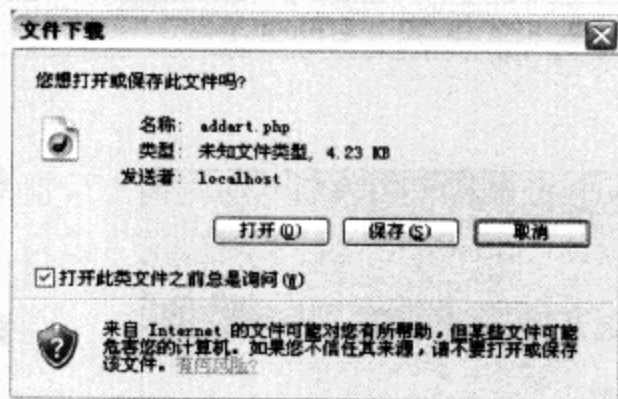 文件下载
您想打开或保存此文件吗?
名称: addart.php
类型: 未知文件类型, 4.23 KB
发送者: localhost
打开(O) 保存(S) 取消
打开此类文件之前总是询问(W)
来自 Internet 的文件可能对您有所帮助，但某些文件可能
危害您的计算机。如果您不信任其来源，请不要打开或保存
该文件。有何风险?